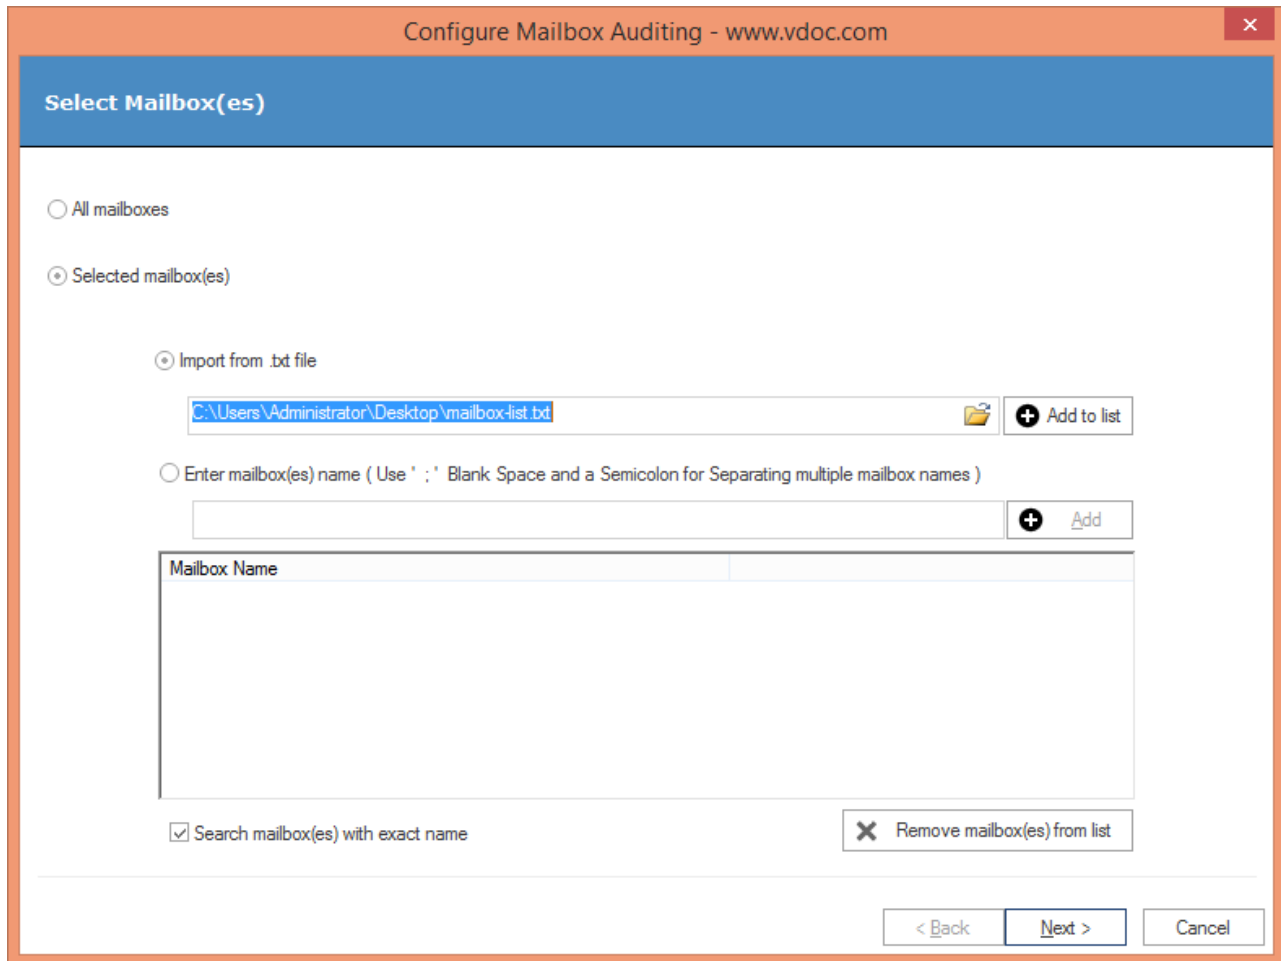 Configure Mailbox Auditing - www.vdoc.com
Select Mailbox(es)
All mailboxes
Selected mailbox(es)
Import from .txt file
C:\Users\Administrator\Desktop\mailbox-list.txt
Add to list
Enter mailbox(es) name ( Use ' ; ' Blank Space and a Semicolon for Separating multiple mailbox names )
Add
Mailbox Name
Search mailbox(es) with exact name
Remove mailbox(es) from list
< Back
Next >
Cancel